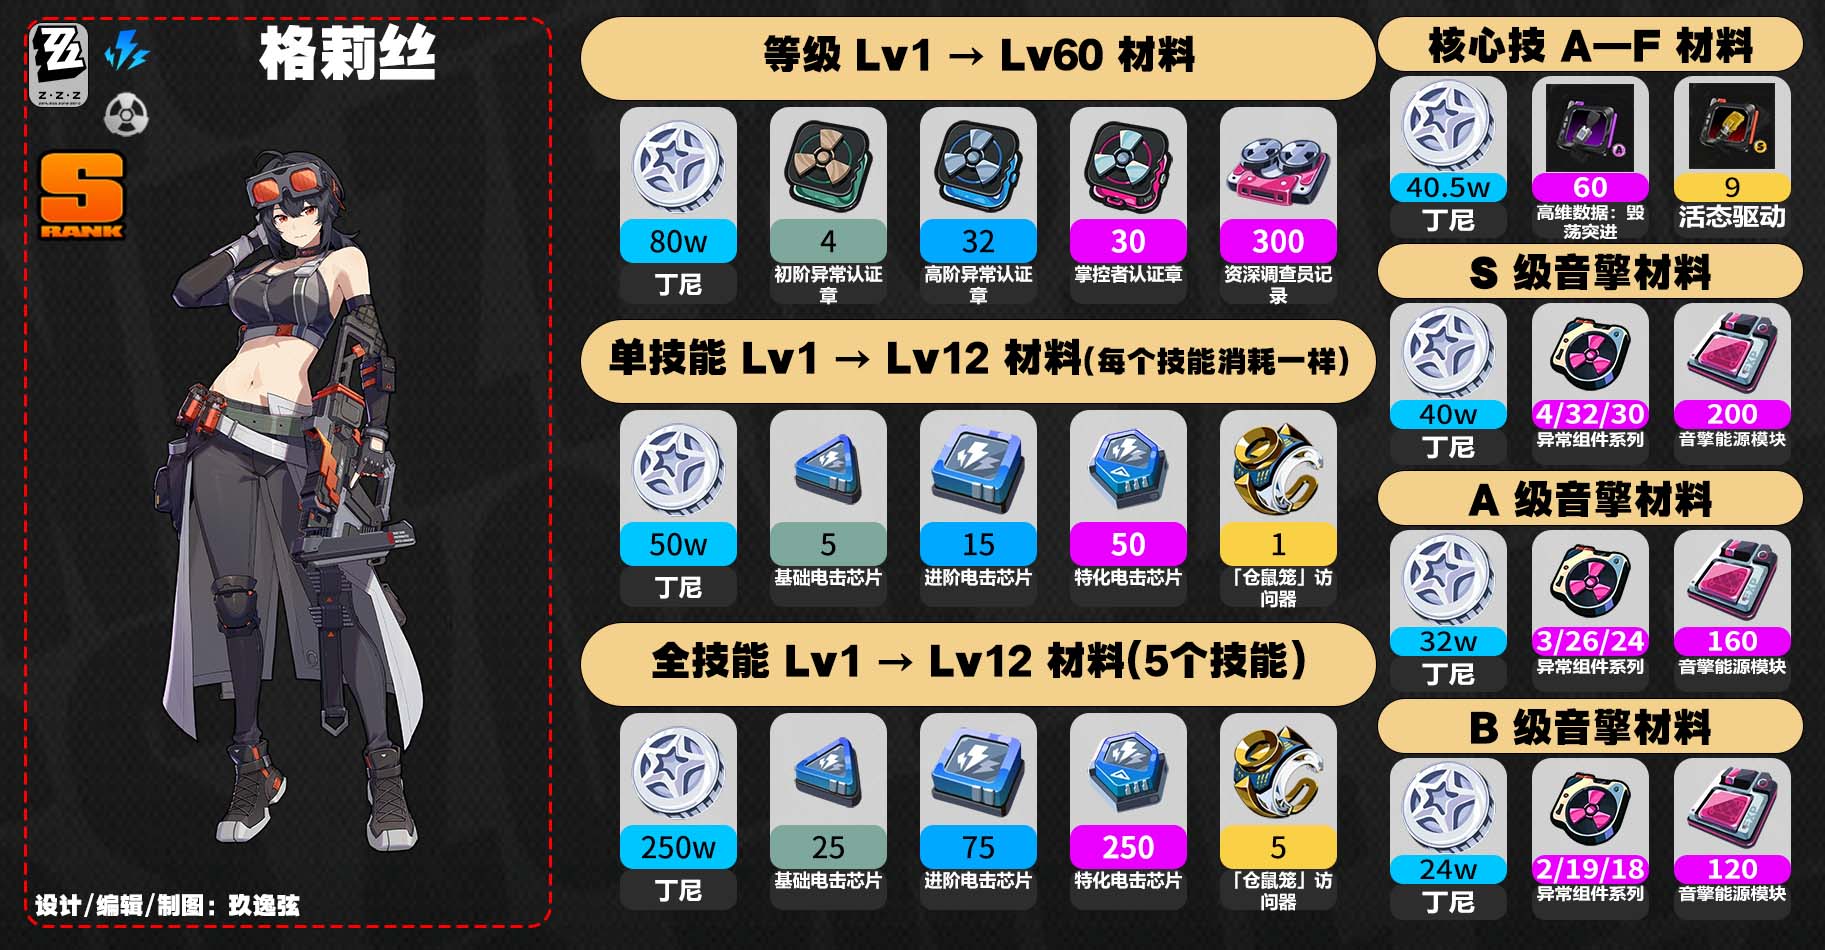 格莉丝
Z·Z·Z
S
RANK
设计/编辑/制图：玖逸弦
等级 Lv1 → Lv60 材料
80w
4
32
30
300
丁尼
初阶异常认证
章
高阶异常认证
章
掌控者认证章
资深调查员记
录
单技能 Lv1 → Lv12 材料(每个技能消耗一样)
50w
5
15
50
1
丁尼
基础电击芯片
进阶电击芯片
特化电击芯片
「仓鼠笼」访
问器
全技能 Lv1 → Lv12 材料(5个技能)
250w
25
75
250
5
丁尼
基础电击芯片
进阶电击芯片
特化电击芯片
「仓鼠笼」访
问器
核心技 A—F 材料
A
S
40.5w
60
9
丁尼
高维数据：毁
荡突进
活态驱动
S 级音擎材料
40w
4/32/30
200
丁尼
异常组件系列
音擎能源模块
A 级音擎材料
32w
3/26/24
160
丁尼
异常组件系列
音擎能源模块
B 级音擎材料
24w
2/19/18
120
丁尼
异常组件系列
音擎能源模块